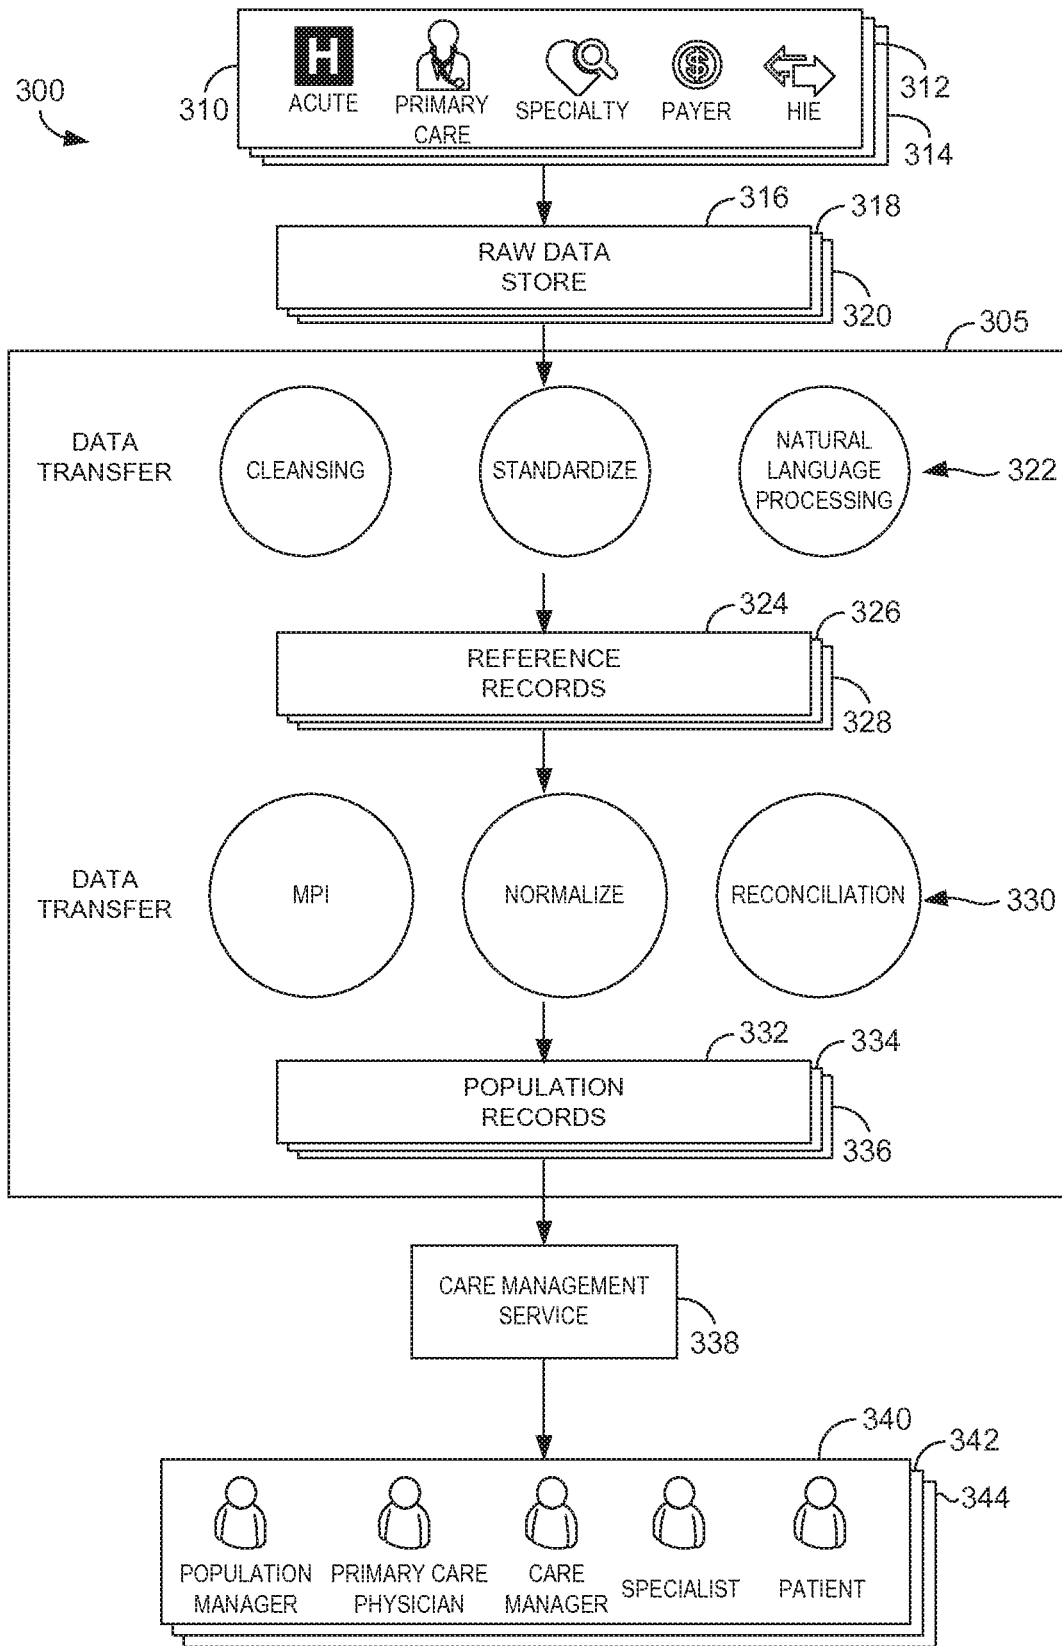 300
310
H
ACUTE
PRIMARY
CARE
SPECIALTY
$
PAYER
HIE
312
314
316
318
RAW DATA
STORE
320
305
DATA
TRANSFER
CLEANSING
STANDARDIZE
NATURAL
LANGUAGE
PROCESSING
322
324
326
REFERENCE
RECORDS
328
DATA
TRANSFER
MPI
NORMALIZE
RECONCILIATION
330
332
334
POPULATION
RECORDS
336
CARE MANAGEMENT
SERVICE
338
340
342
344
POPULATION
MANAGER
PRIMARY CARE
PHYSICIAN
CARE
MANAGER
SPECIALIST
PATIENT